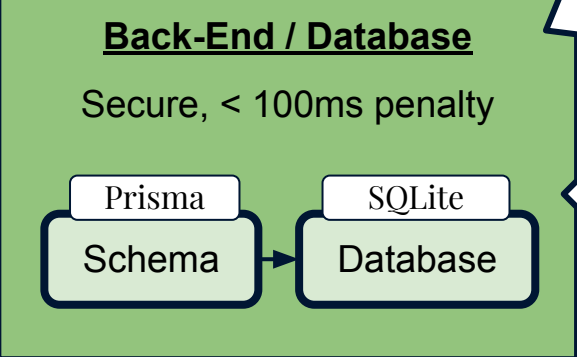 Back-End / Database
Secure, < 100ms penalty
Prisma
SQLite
Schema
Database